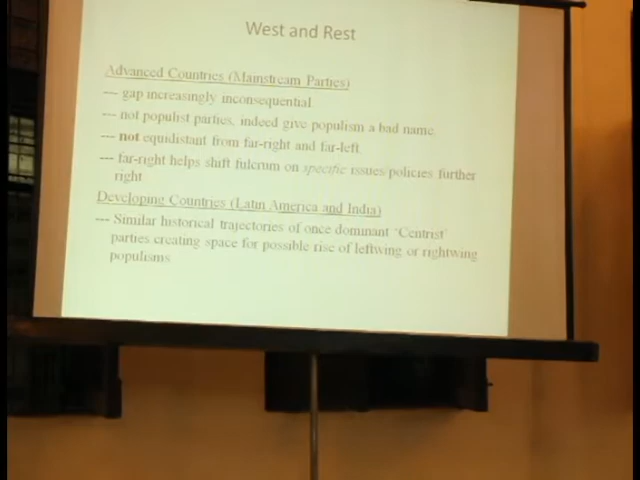 West and Rest
Advanced Countries (Mainstream Parties)
--- gap increasingly inconsequential
--- not populist parties, indeed give populism a bad name
--- not equidistant from far-right and far-left
--- far-right helps shift fulcrum on specific issues/policies further
right
Developing Countries (Latin America and India)
--- Similar historical trajectories of once dominant ‘Centrist’
parties creating space for possible rise of leftwing or rightwing
populisms